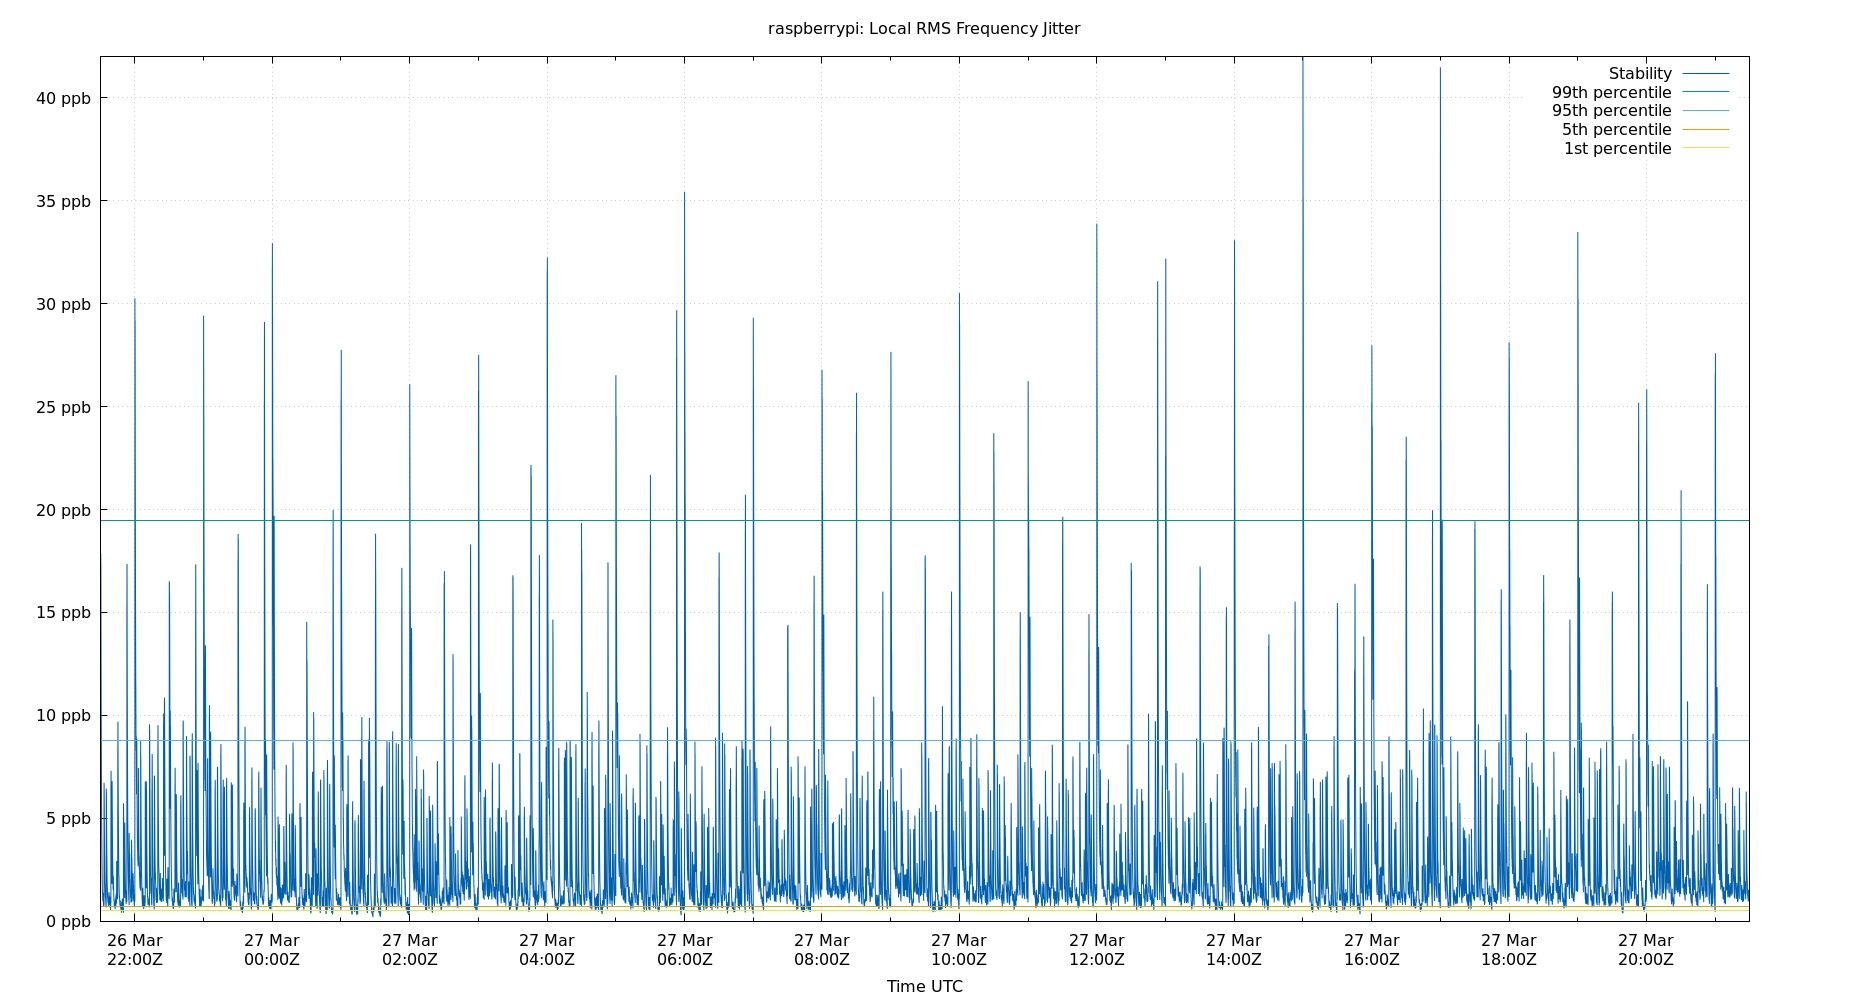 raspberrypi: Local RMS Frequency Jitter
Stability
99th percentile
95th percentile
5th percentile
1st percentile
40 ppb
35 ppb
30 ppb
25 ppb
20 ppb
15 ppb
10 ppb
5 ppb
0 ppb
26 Mar 27 Mar 27 Mar 27 Mar 27 Mar 27 Mar 27 Mar 27 Mar 27 Mar 27 Mar 27 Mar 27 Mar
22:00Z 00:00Z 02:00Z 04:00Z 06:00Z 08:00Z 10:00Z 12:00Z 14:00Z 16:00Z 18:00Z 20:00Z
Time UTC